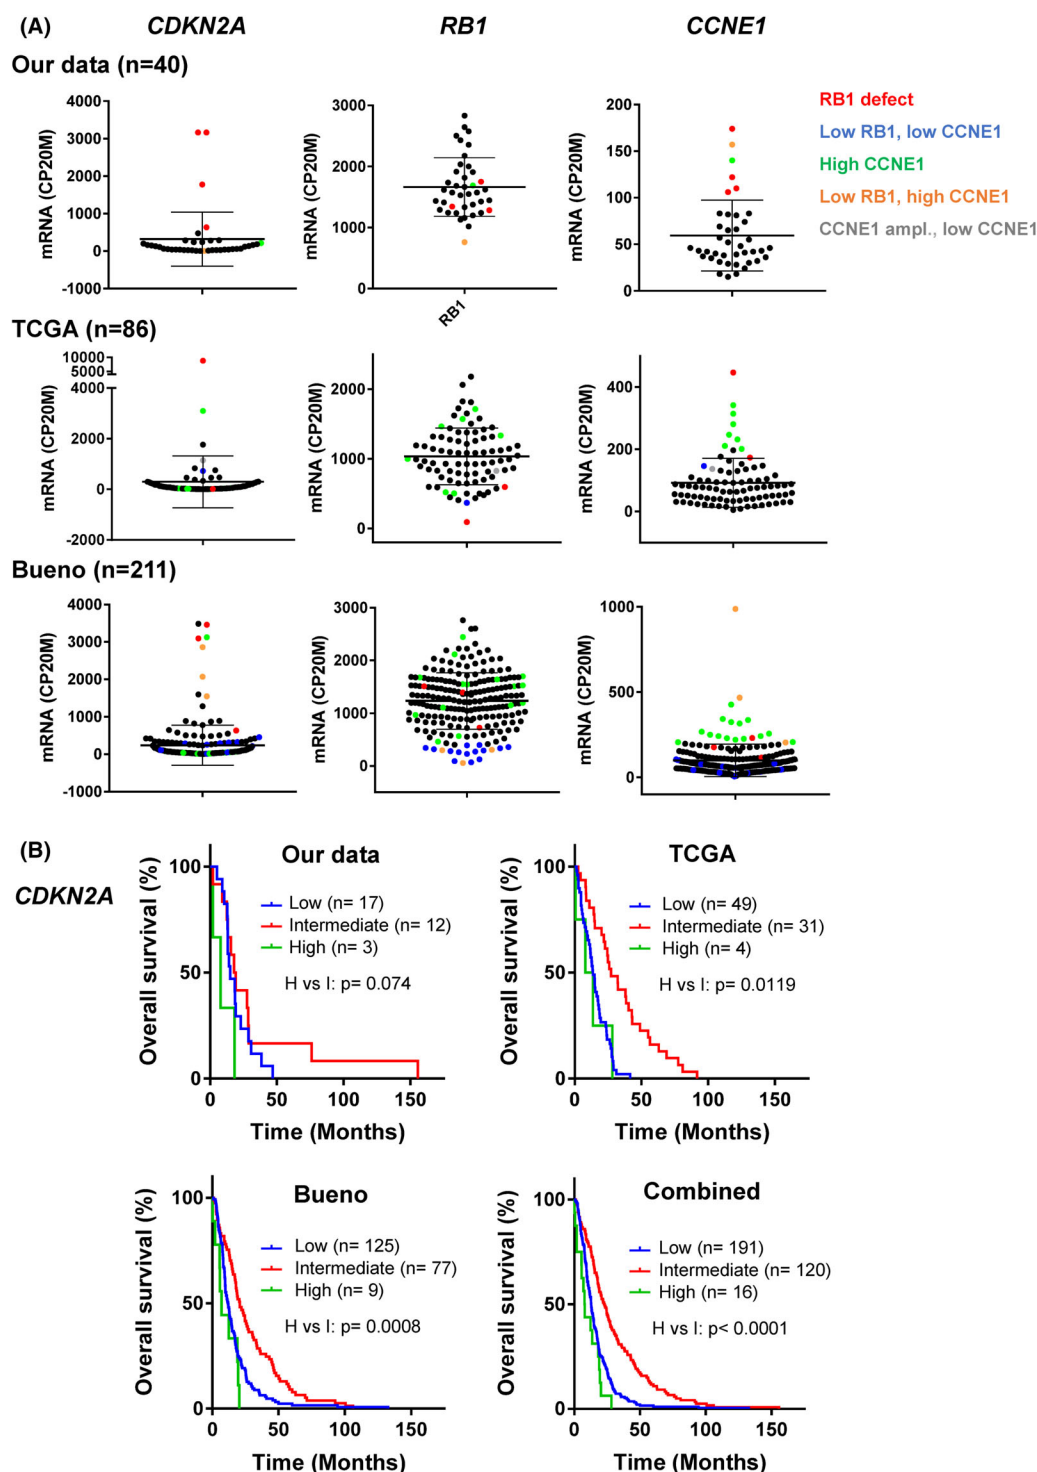 (A) CDKN2A RB1 CCNE1
Our data (n=40)
mRNA (CP20M)
4000
3000
2000
1000
0
-1000
mRNA (CP20M)
3000
2000
1000
0
RB1
mRNA (CP20M)
200
150
100
50
0
RB1 defect
Low RB1, low CCNE1
High CCNE1
Low RB1, high CCNE1
CCNE1 ampl., low CCNE1
TCGA (n=86)
mRNA (CP20M)
10000
5000
4000
2000
0
-2000
mRNA (CP20M)
2000
1000
0
mRNA (CP20M)
400
200
0
Bueno (n=211)
mRNA (CP20M)
4000
3000
2000
1000
0
-1000
mRNA (CP20M)
3000
2000
1000
0
mRNA (CP20M)
1000
500
0
(B)
CDKN2A
Our data
Overall survival (%)
100
50
0
Low (n= 17)
Intermediate (n= 12)
High (n= 3)
H vs I: p= 0.074
0 50 100 150
Time (Months)
TCGA
Overall survival (%)
100
50
0
Low (n= 49)
Intermediate (n= 31)
High (n= 4)
H vs I: p= 0.0119
0 50 100 150
Time (Months)
Bueno
Overall survival (%)
100
50
0
Low (n= 125)
Intermediate (n= 77)
High (n= 9)
H vs I: p= 0.0008
0 50 100 150
Time (Months)
Combined
Overall survival (%)
100
50
0
Low (n= 191)
Intermediate (n= 120)
High (n= 16)
H vs I: p< 0.0001
0 50 100 150
Time (Months)